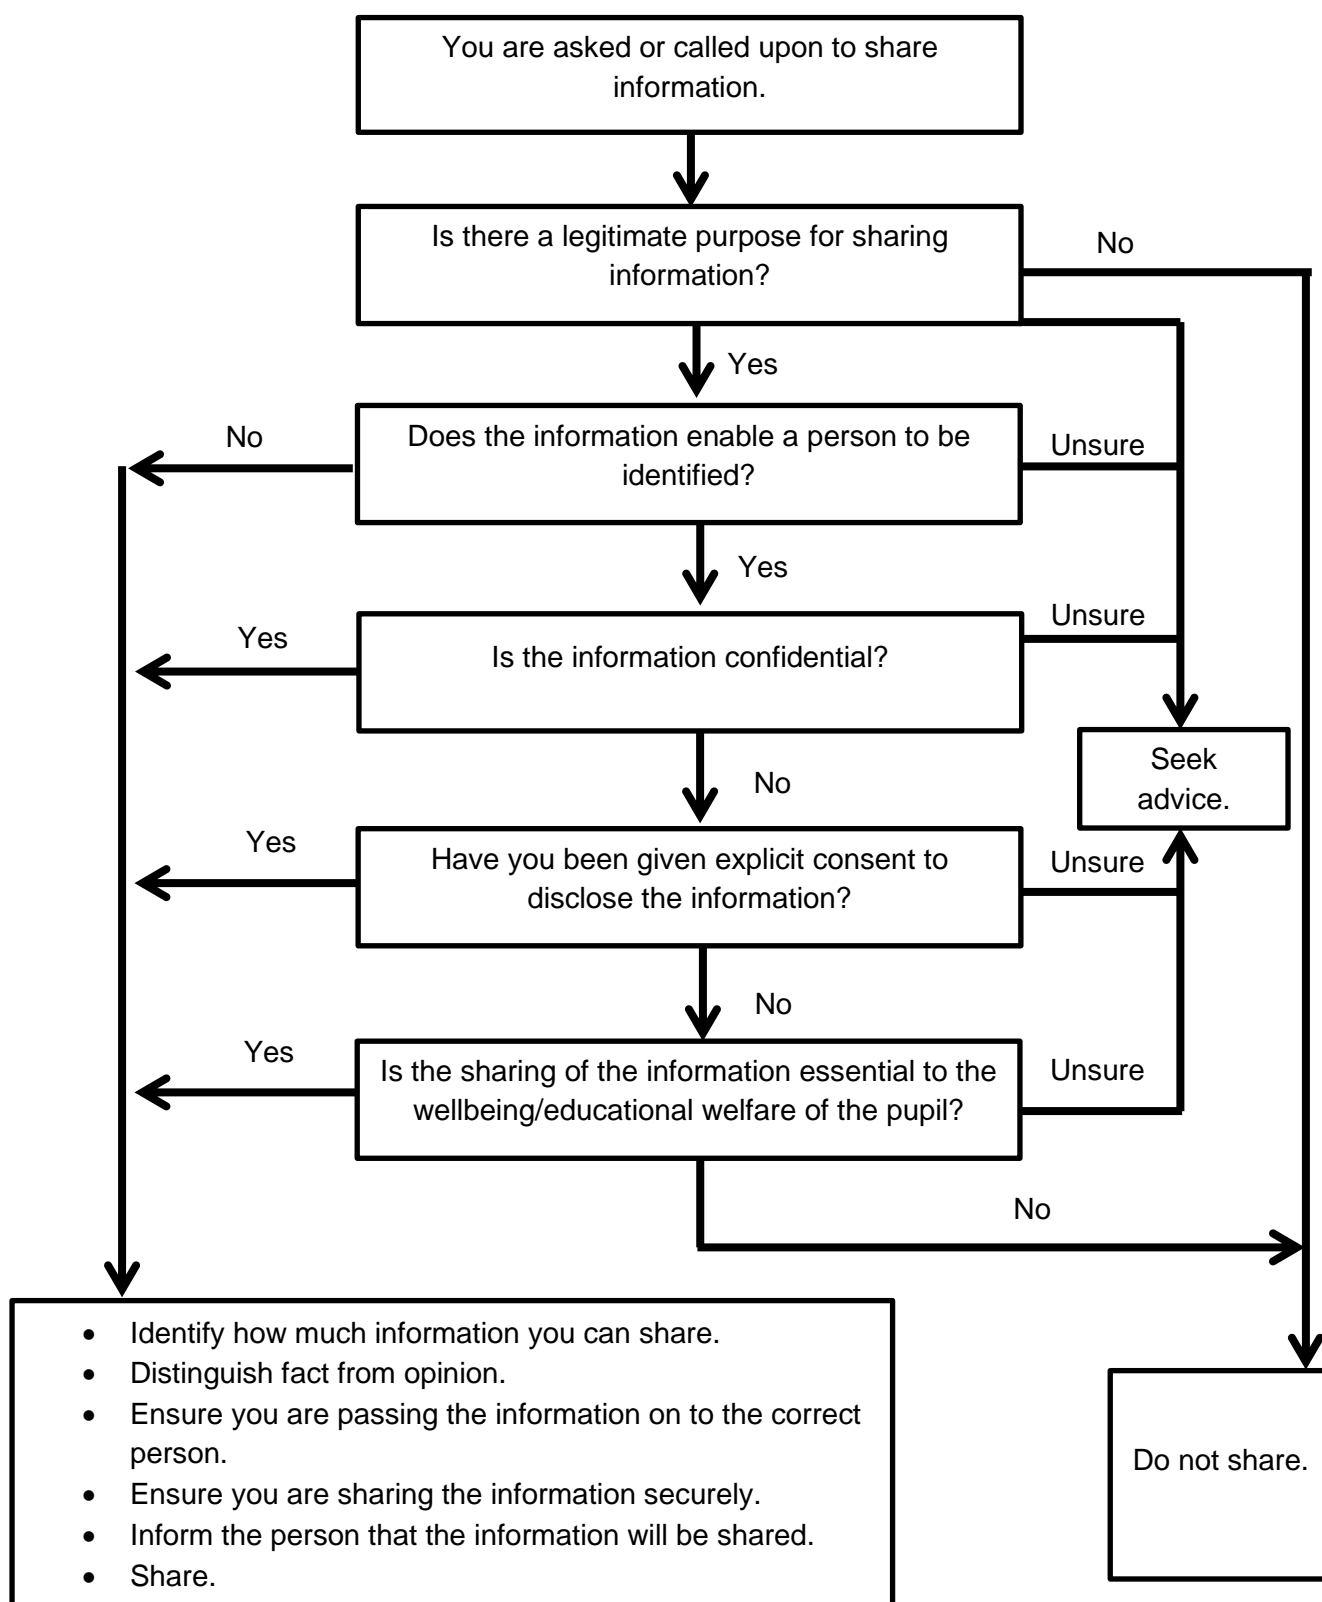 You are asked or called upon to share
information.
Is there a legitimate purpose for sharing
information?
No
Yes
Does the information enable a person to be
identified?
No
Unsure
Yes
Is the information confidential?
Yes
Unsure
No
Seek
advice.
Have you been given explicit consent to
disclose the information?
Yes
Unsure
No
Is the sharing of the information essential to the
wellbeing/educational welfare of the pupil?
Yes
Unsure
No
• Identify how much information you can share.
• Distinguish fact from opinion.
• Ensure you are passing the information on to the correct
person.
• Ensure you are sharing the information securely.
• Inform the person that the information will be shared.
• Share.
Do not share.